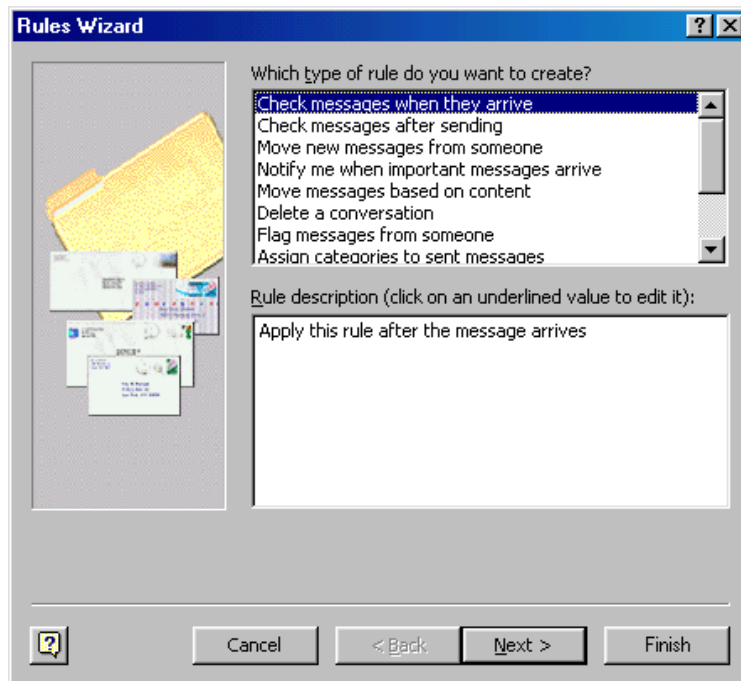 Rules Wizard
Which type of rule do you want to create?
Check messages when they arrive
Check messages after sending
Move new messages from someone
Notify me when important messages arrive
Move messages based on content
Delete a conversation
Flag messages from someone
Assign categories to sent messages
Rule description (click on an underlined value to edit it):
Apply this rule after the message arrives
Cancel
< Back
Next >
Finish